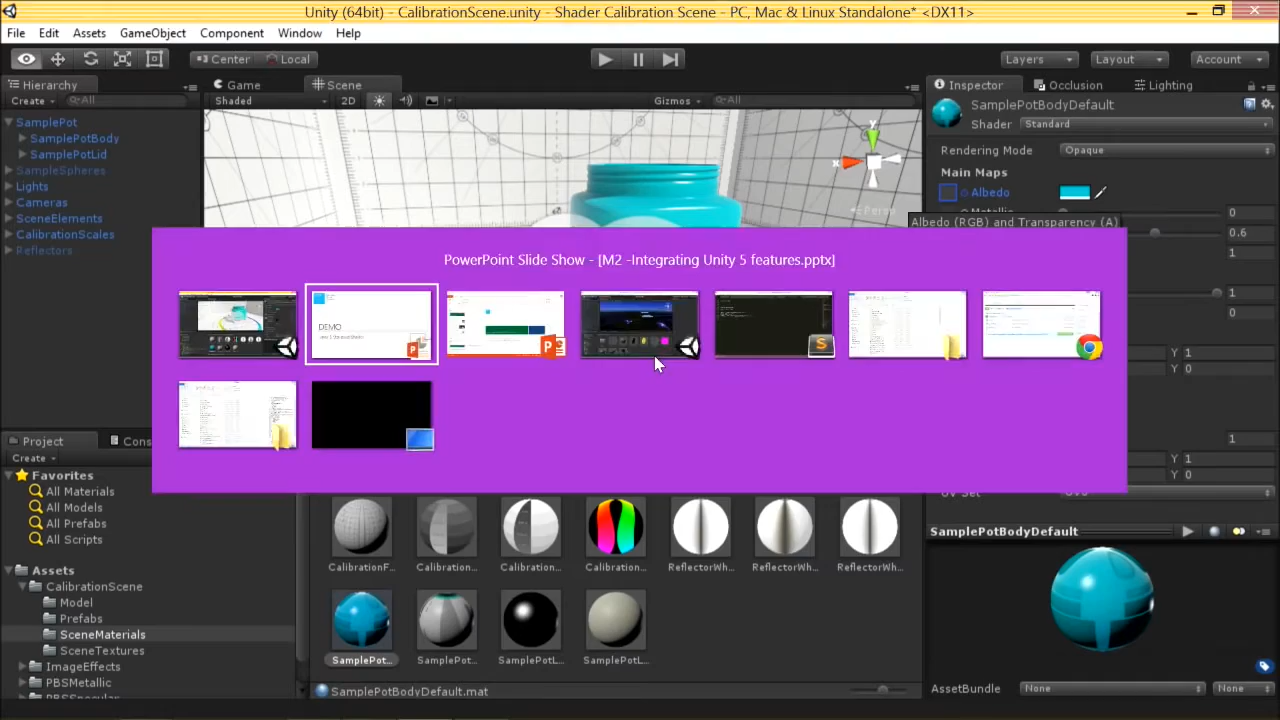 Unity (64bit) - CalibrationScene.unity - Shader Calibration Scene - PC, Mac & Linux Standalone* <DX11>
File Edit Assets GameObject Component Window Help
Center Local Layers Layout Account
Hierarchy Game Scene Inspector Occlusion Lighting
Create All Shaded 2D Gizmos All SamplePotBodyDefault
Shader Standard
SamplePot
SamplePotBody
SamplePotLid
SampleSpheres
Lights
Cameras
SceneElements
CalibrationScales
Reflectors
y
x
Persp
Rendering Mode Opaque
Main Maps
Albedo
0
Albedo (RGB) and Transparency (A)
0.6
1
1
0
Y 1
Y 0
1
Y 1
Y 0
PowerPoint Slide Show - [M2 -Integrating Unity 5 features.pptx]
DEMO
Project Cons
Create
Favorites
All Materials
All Models
All Prefabs
All Scripts
Assets
CalibrationScene
Model
Prefabs
SceneMaterials
SceneTextures
ImageEffects
PBSMetallic
CalibrationF... Calibration... Calibration... Calibration... ReflectorWh... ReflectorWh... ReflectorWh...
SamplePot... SamplePot... SamplePotL... SamplePotL...
SamplePotBodyDefault.mat
SamplePotBodyDefault
AssetBundle None None